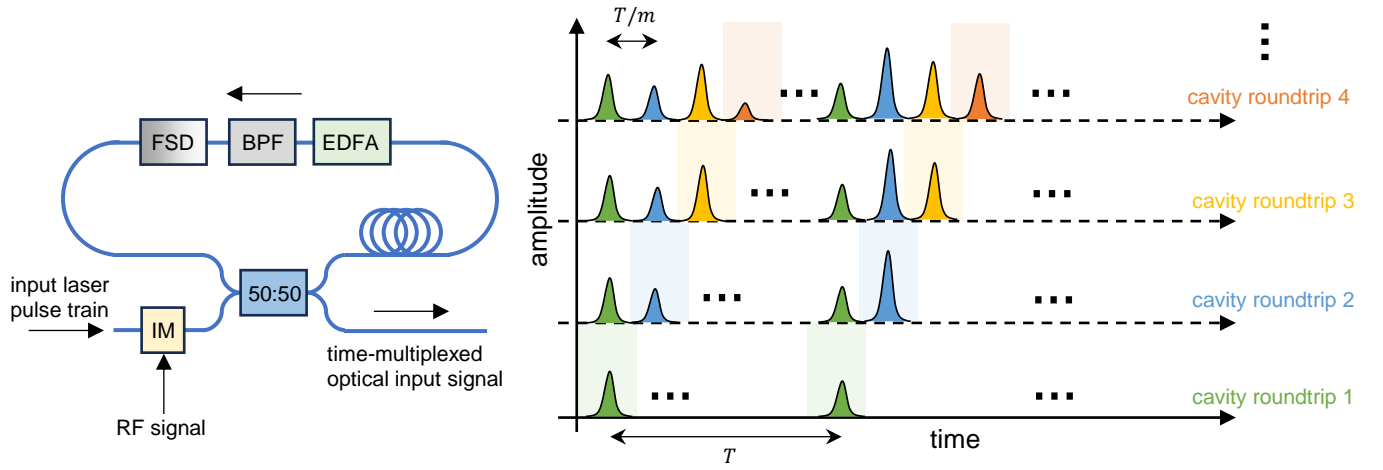 FSD
BPF
EDFA
50:50
input laser
pulse train
IM
RF signal
time-multiplexed
optical input signal
T/m
amplitude
cavity roundtrip 4
cavity roundtrip 3
cavity roundtrip 2
cavity roundtrip 1
time
T